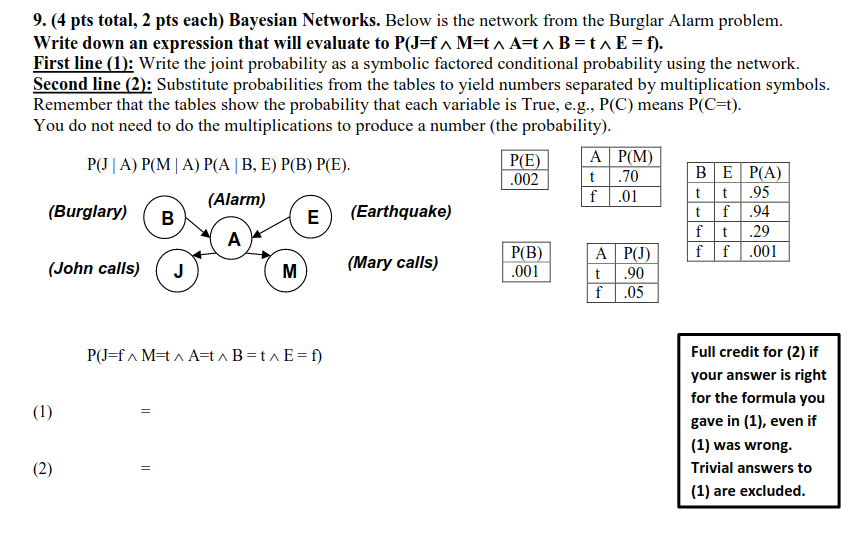 9. (4 pts total, 2 pts each) Bayesian Networks. Below is the network from the Burglar Alarm problem.
Write down an expression that will evaluate to P(J=f ∧ M=t ∧ A=t ∧ B = t ∧ E = f).
First line (1): Write the joint probability as a symbolic factored conditional probability using the network.
Second line (2): Substitute probabilities from the tables to yield numbers separated by multiplication symbols.
Remember that the tables show the probability that each variable is True, e.g., P(C) means P(C=t).
You do not need to do the multiplications to produce a number (the probability).
P(J | A) P(M | A) P(A | B, E) P(B) P(E).
(Burglary)
B
(Alarm)
A
E
(Earthquake)
(John calls)
J
M
(Mary calls)
P(E)
.002
A P(M)
t .70
f .01
B E P(A)
t t .95
t f .94
f t .29
f f .001
P(B)
.001
A P(J)
t .90
f .05
P(J=f ∧ M=t ∧ A=t ∧ B = t ∧ E = f)
(1) =
(2) =
Full credit for (2) if
your answer is right
for the formula you
gave in (1), even if
(1) was wrong.
Trivial answers to
(1) are excluded.